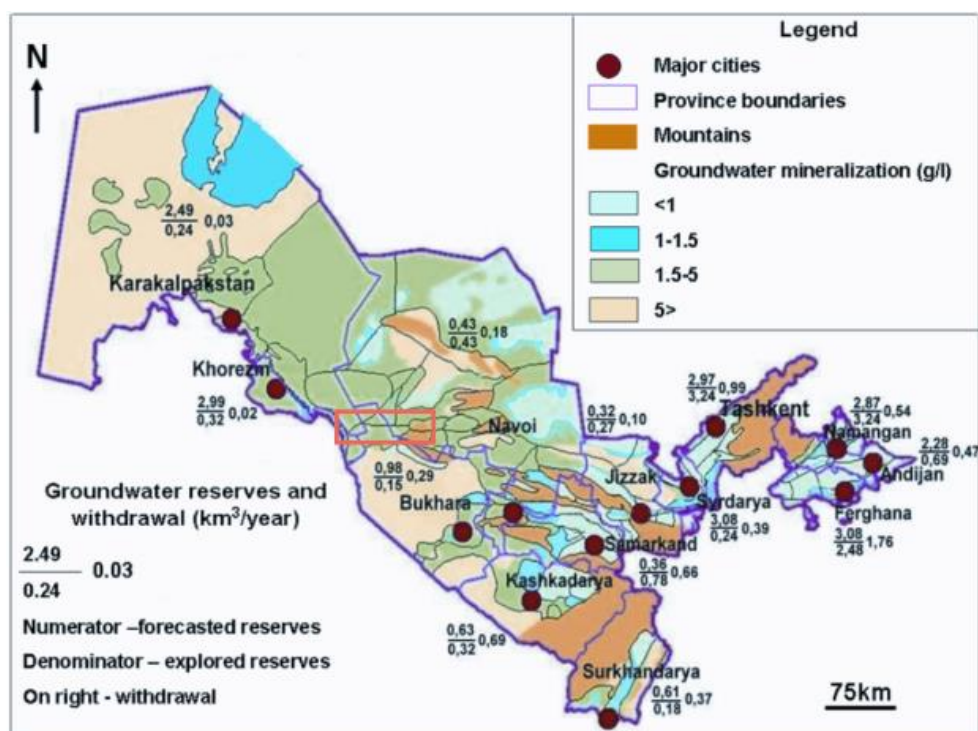 N
Legend
Major cities
Province boundaries
Mountains
Groundwater mineralization (g/l)
<1
1-1.5
1.5-5
5>
2,49
0,24 0,03
Karakalpakstan
0,43
0,43 0,18
Khorezm
2,99
0,32 0,02
Navoi
0,32
0,27 0,10
2.97
3,24 0,99
Tashkent
2,87
3,24 0,54
Namangan
2,28
0,69 0,47
Andijan
Ferghana
3,08
2,48 1,76
0,98
0,15 0,29
Bukhara
Jizzak
Syrdarya
3,08
0,24 0,39
Samarkand
0,36
0,78 0,66
Kashkadarya
0,63
0,32 0,69
Surkhandarya
0,61
0,18 0,37
Groundwater reserves and
withdrawal (km³/year)
2.49
0.24 0.03
Numerator –forecasted reserves
Denominator – explored reserves
On right - withdrawal
75km